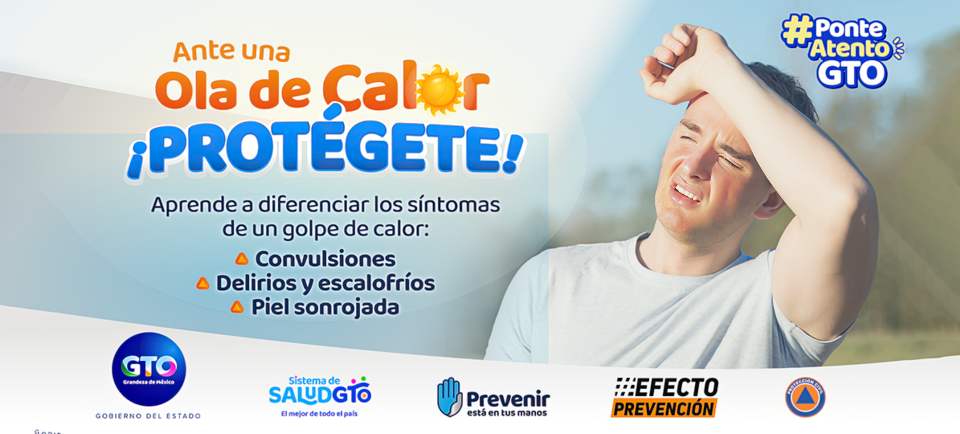 Ante una
Ola de Calor
¡PROTÉGETE!
Aprende a diferenciar los síntomas
de un golpe de calor:
Convulsiones
Delirios y escalofríos
Piel sonrojada
#Ponte
Atento
GTO
GTO
Grandeza de México
GOBIERNO DEL ESTADO
Sistema de
SALUDGTO
El mejor de todo el país
Prevenir
está en tus manos
EFECTO
PREVENCIÓN
PROTECCIÓN CIVIL